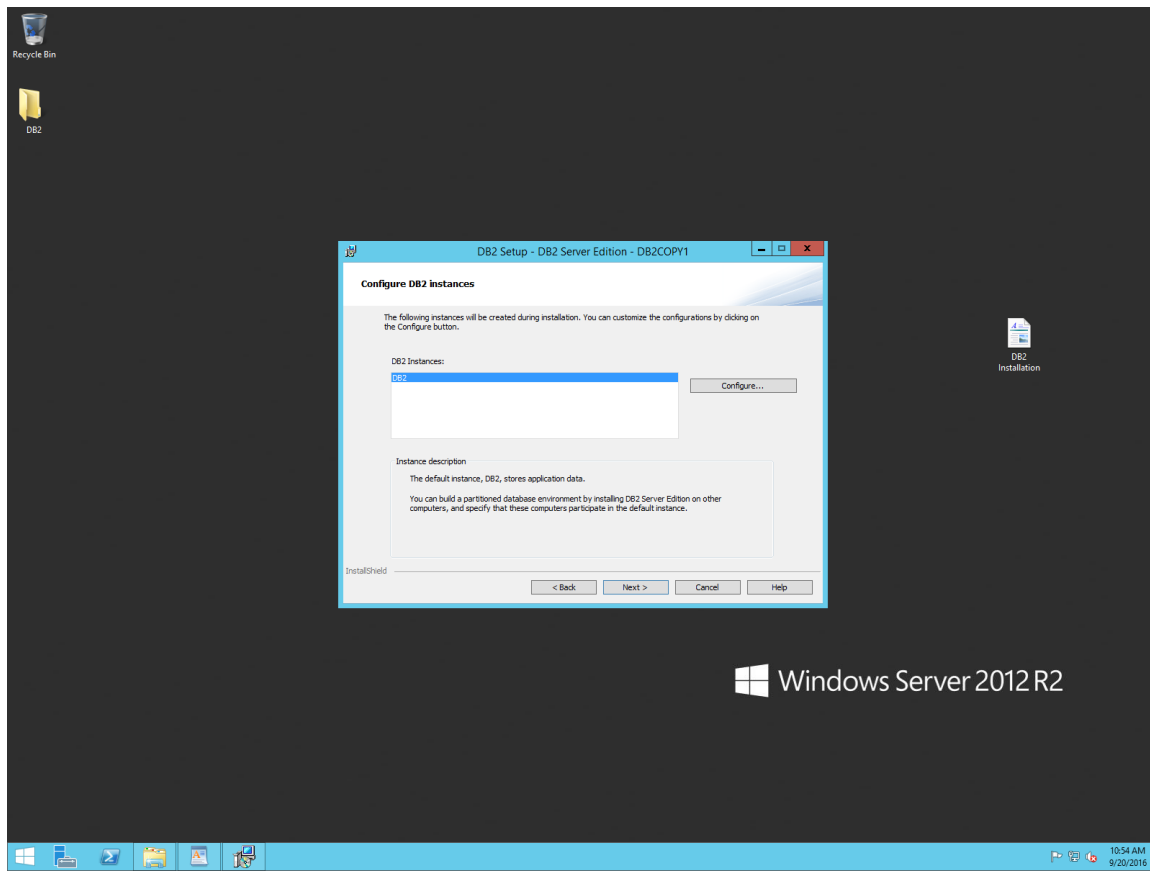 Recycle Bin
DB2
DB2 Setup - DB2 Server Edition - DB2COPY1
Configure DB2 instances
The following instances will be created during installation. You can customize the configurations by clicking on
the Configure button.
DB2 Instances:
DB2
Configure...
Instance description
The default instance, DB2, stores application data.
You can build a partitioned database environment by installing DB2 Server Edition on other
computers, and specify that these computers participate in the default instance.
InstallShield
< Back
Next >
Cancel
Help
DB2
Installation
Windows Server 2012 R2
10:54 AM
9/20/2016